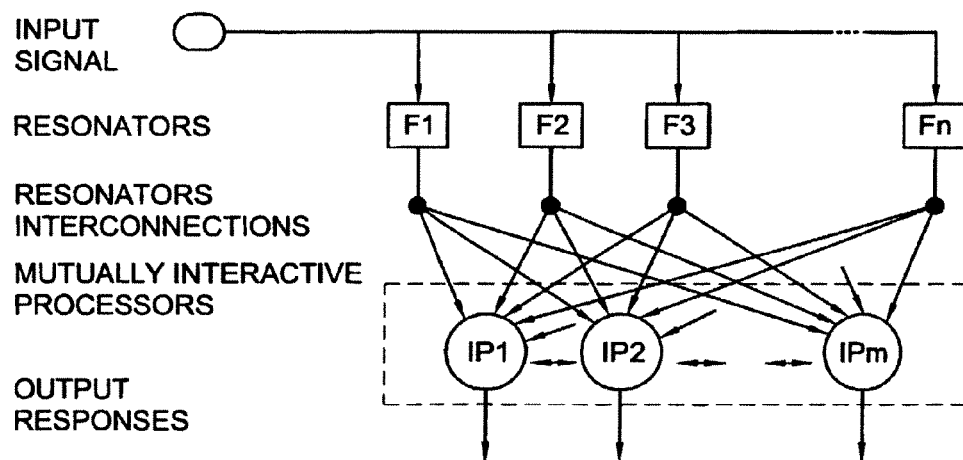 INPUT
SIGNAL
RESONATORS
F1 F2 F3 Fn
RESONATORS
INTERCONNECTIONS
MUTUALLY INTERACTIVE
PROCESSORS
IP1 IP2 IPm
OUTPUT
RESPONSES